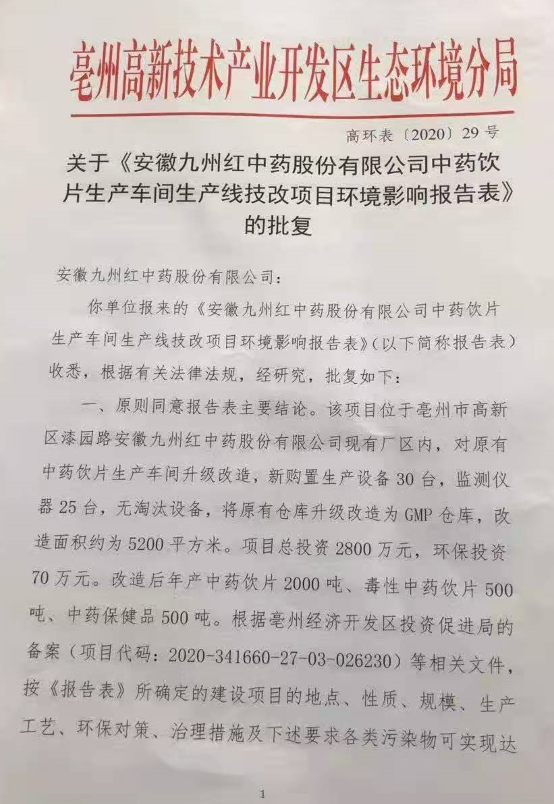 亳州高新技术产业开发区生态环境分局
高环表〔2020〕29号
关于《安徽九州红中药股份有限公司中药饮
片生产车间生产线技改项目环境影响报告表》
的批复
安徽九州红中药股份有限公司：
你单位报来的《安徽九州红中药股份有限公司中药饮片
生产车间生产线技改项目环境影响报告表》（以下简称报告表）
收悉，根据有关法律法规，经研究，批复如下：
一、原则同意报告表主要结论。该项目位于亳州市高新
区漆园路安徽九州红中药股份有限公司现有厂区内，对原有
中药饮片生产车间升级改造，新购置生产设备30台，监测仪
器25台，无淘汰设备，将原有仓库升级改造为GMP仓库，改
造面积约为5200平方米。项目总投资2800万元，环保投资
70万元。改造后年产中药饮片2000吨、毒性中药饮片500
吨、中药保健品500吨。根据亳州经济开发区投资促进局的
备案（项目代码：2020-341660-27-03-026230）等相关文件，
按《报告表》所确定的建设项目的地点、性质、规模、生产
工艺、环保对策、治理措施及下述要求各类污染物可实现达
1